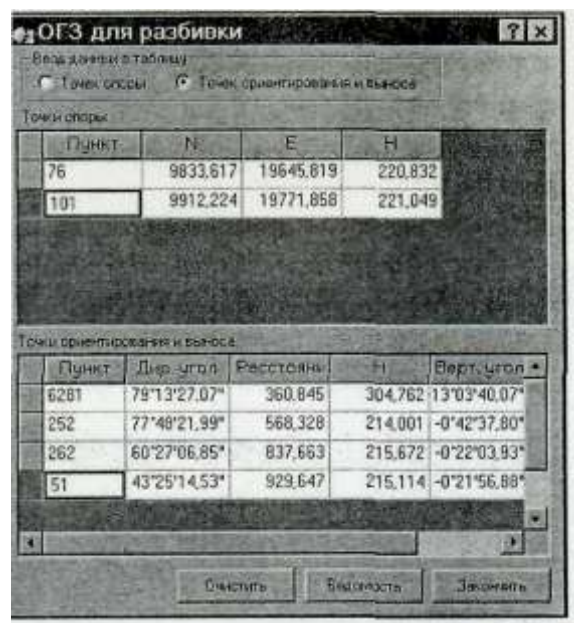 ОГЗ для разбивки
Ввод данных в таблицу
Точек опоры Точек ориентирования и выноса
Точки опоры
Пункт N E H
76 9833,617 19645,819 220,832
101 9912,224 19771,858 221,049
Точки ориентирования и выноса
Пункт Дир. угол Расстояни H Верт. угол
6281 79°13'27,07" 360,845 304,762 13°03'40,07"
252 77°48'21,99" 568,328 214,001 -0°42'37,80"
262 60°27'06,85" 837,663 215,672 -0°22'03,93"
51 43°25'14,53" 929,647 215,114 -0°21'56,88"
Очистить Ведомость Закончить